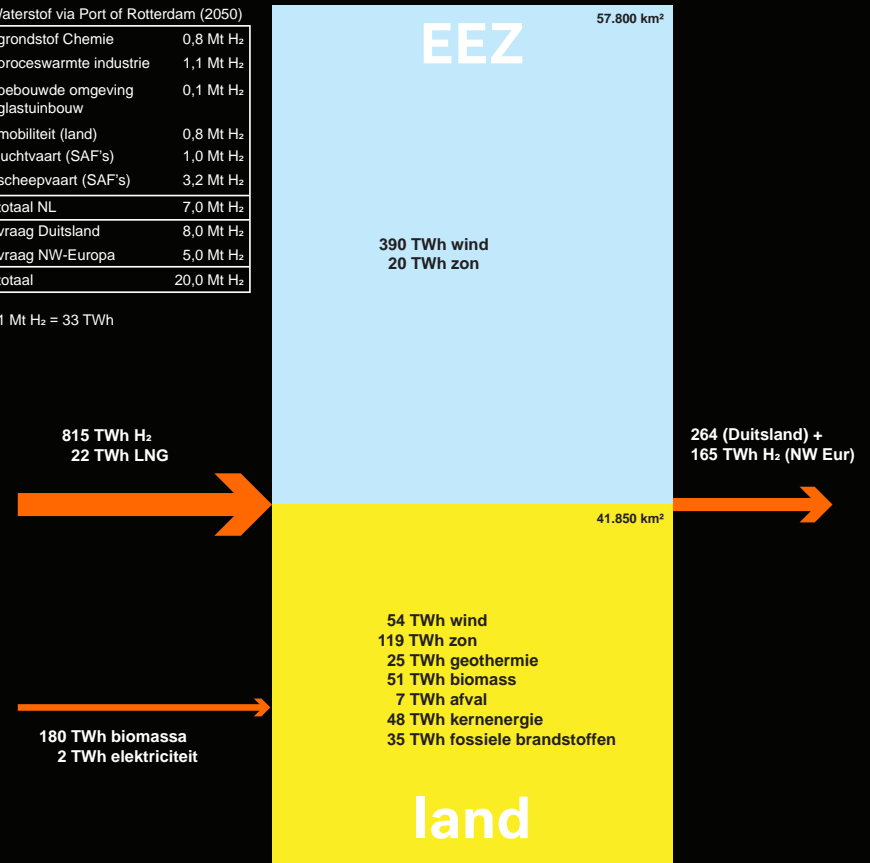 Waterstof via Port of Rotterdam (2050)
grondstof Chemie 0,8 Mt H₂
proceswarmte industrie 1,1 Mt H₂
bebouwde omgeving 0,1 Mt H₂
glastuinbouw
mobiliteit (land) 0,8 Mt H₂
luchtvaart (SAF's) 1,0 Mt H₂
scheepvaart (SAF's) 3,2 Mt H₂
totaal NL 7,0 Mt H₂
vraag Duitsland 8,0 Mt H₂
vraag NW-Europa 5,0 Mt H₂
totaal 20,0 Mt H₂
1 Mt H₂ = 33 TWh
57.800 km²
EEZ
390 TWh wind
20 TWh zon
815 TWh H₂
22 TWh LNG
264 (Duitsland) +
165 TWh H₂ (NW Eur)
41.850 km²
54 TWh wind
119 TWh zon
25 TWh geothermie
51 TWh biomass
7 TWh afval
48 TWh kernenergie
35 TWh fossiele brandstoffen
180 TWh biomassa
2 TWh elektriciteit
land